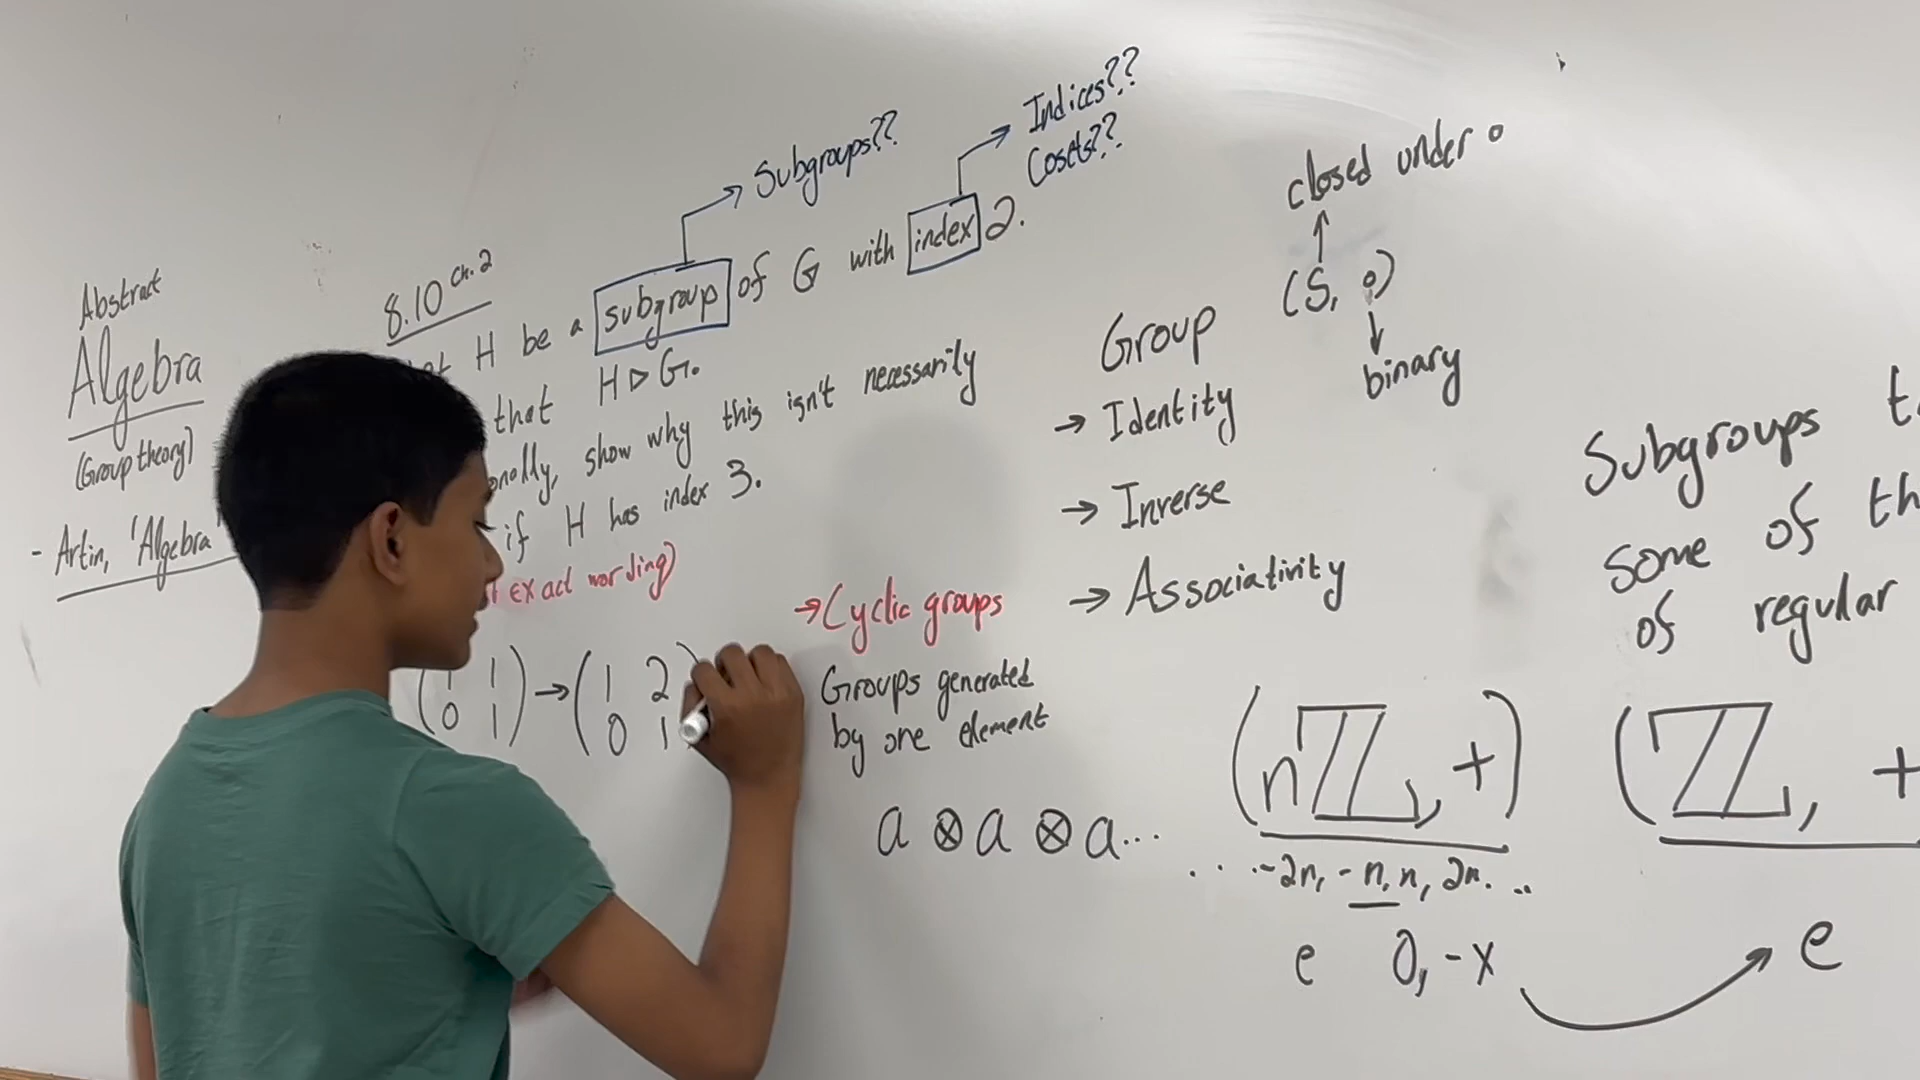 Abstract
Algebra
(Group theory)
- Artin, 'Algebra'
8.10 Ch. 2
H be a subgroup of G with index 2.
that H ▷ G.
show why this isn't necessarily
if H has index 3.
exact wording)
→ Subgroups??
→ Indices??
Cosets??
( 1 1
0 1 ) → ( 1 2
0 1 )
→ Cyclic groups
Groups generated
by one element
a ⊗ a ⊗ a...
closed under ∘
↑
(S, ∘)
↓
binary
Group
→ Identity
→ Inverse
→ Associativity
Subgroups
some of
of regular
(nℤ, +)
. . . -2n, -n, n, 2n. ..
e 0, -x
(ℤ, +
e